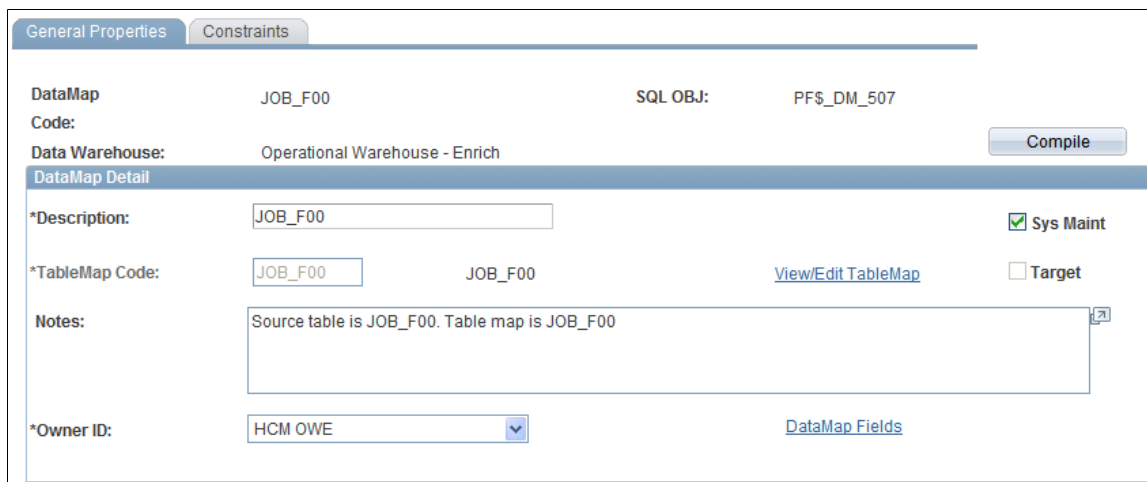 General Properties Constraints
DataMap Code: JOB_F00 SQL OBJ: PF$_DM_507
Data Warehouse: Operational Warehouse - Enrich Compile
DataMap Detail
*Description: JOB_F00 Sys Maint
*TableMap Code: JOB_F00 JOB_F00 View/Edit TableMap Target
Notes: Source table is JOB_F00. Table map is JOB_F00
*Owner ID: HCM OWE DataMap Fields